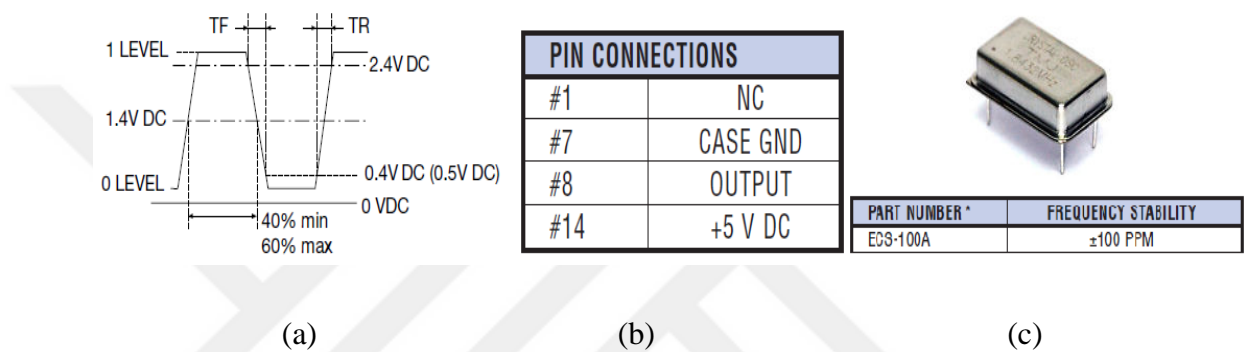 TF
TR
1 LEVEL
2.4V DC
1.4V DC
0.4V DC (0.5V DC)
0 LEVEL
0 VDC
40% min
60% max
(a)
PIN CONNECTIONS
#1 NC
#7 CASE GND
#8 OUTPUT
#14 +5 V DC
(b)
1.8432MHz
PART NUMBER * FREQUENCY STABILITY
ECS-100A ±100 PPM
(c)